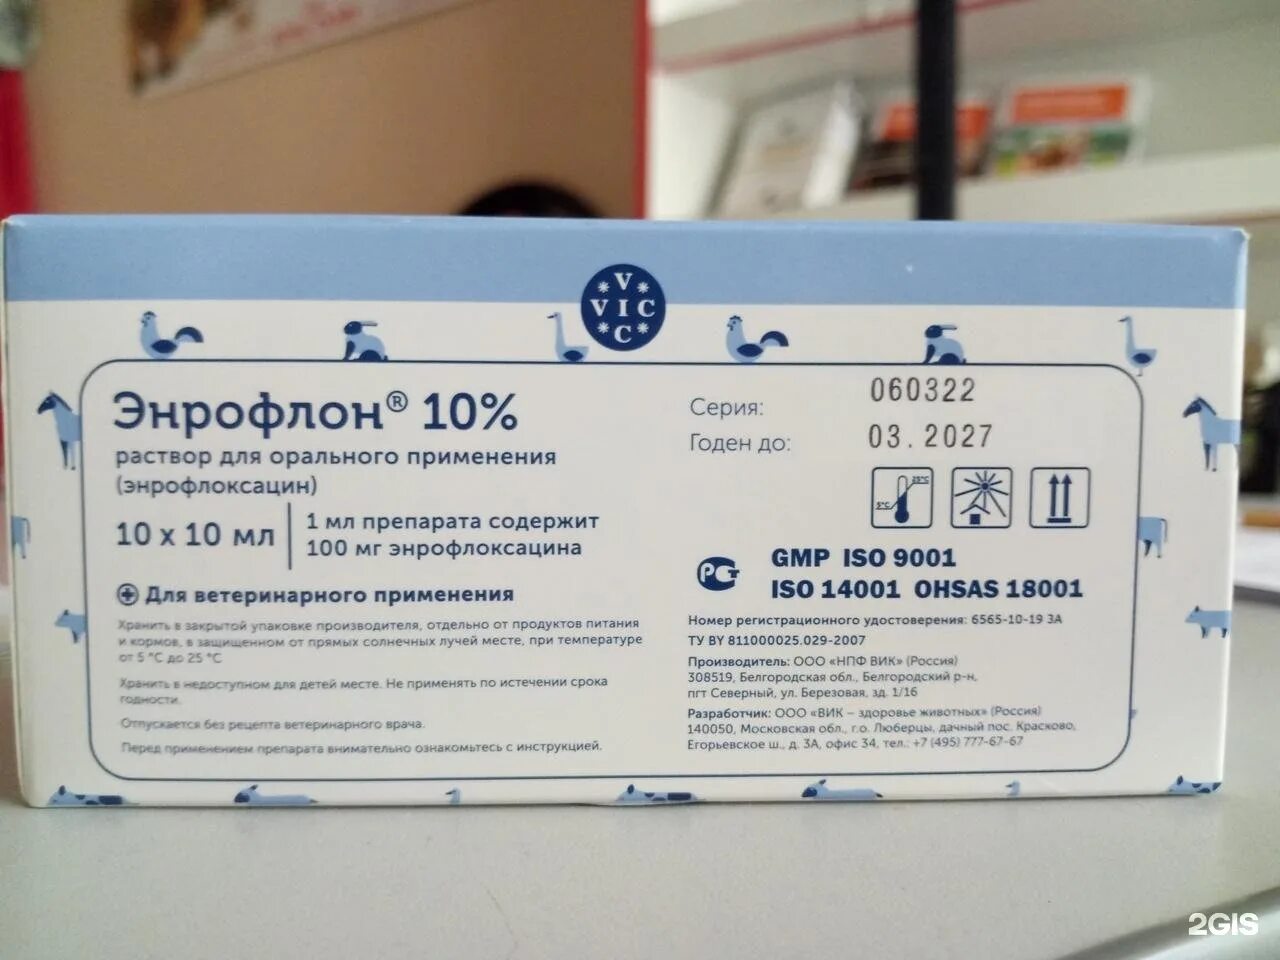 V
VIC
C
Энрофлон® 10%
раствор для орального применения
(энрофлоксацин)
10 x 10 мл
1 мл препарата содержит
100 мг энрофлоксацина
Для ветеринарного применения
Хранить в закрытой упаковке производителя, отдельно от продуктов питания
и кормов, в защищенном от прямых солнечных лучей месте, при температуре
от 5 °C до 25 °C
Хранить в недоступном для детей месте. Не применять по истечении срока
годности.
Отпускается без рецепта ветеринарного врача.
Перед применением препарата внимательно ознакомьтесь с инструкцией.
Серия: 060322
Годен до: 03.2027
25°C
5°C
РСТ
GMP ISO 9001
ISO 14001 OHSAS 18001
Номер регистрационного удостоверения: 6565-10-19 ЗА
ТУ BY 811000025.029-2007
Производитель: ООО «НПФ ВИК» (Россия)
308519, Белгородская обл., Белгородский р-н,
пгт Северный, ул. Березовая, зд. 1/16
Разработчик: ООО «ВИК – здоровье животных» (Россия)
140050, Московская обл., г.о. Люберцы, дачный пос. Красково,
Егорьевское ш., д. 3А, офис 34, тел.: +7 (495) 777-67-67
2GIS